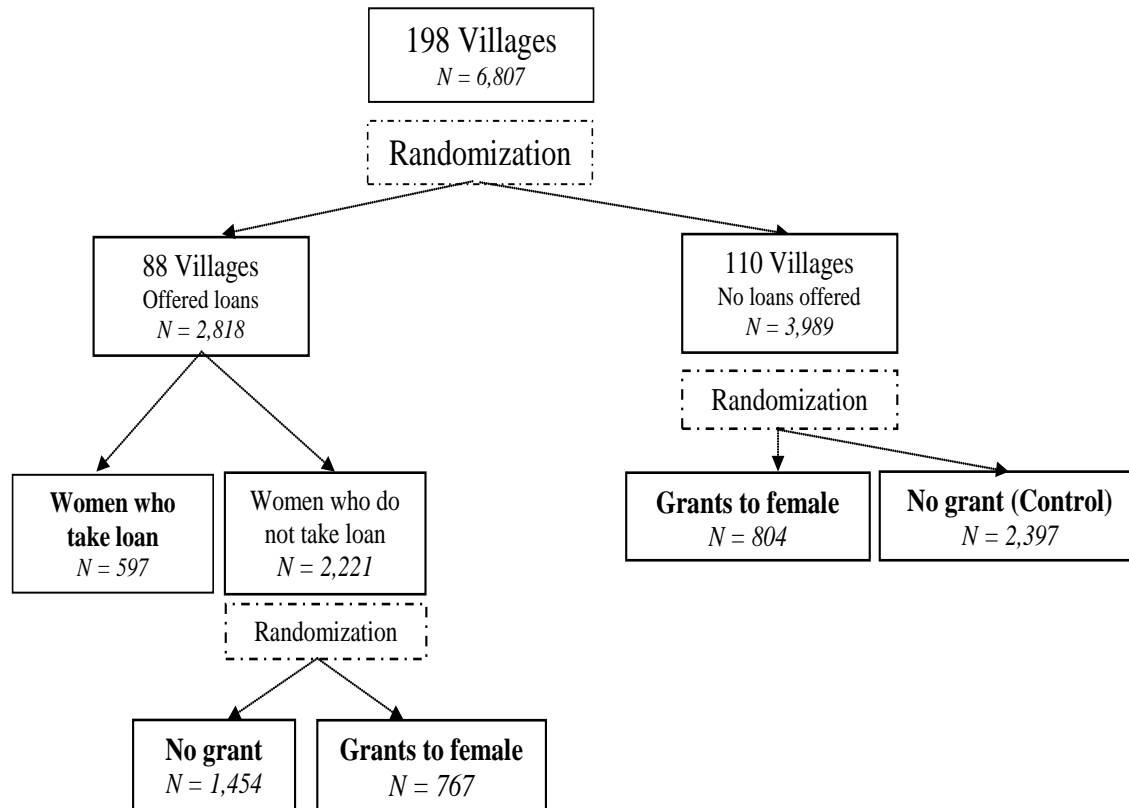 198 Villages
N = 6,807
Randomization
88 Villages
Offered loans
N = 2,818
110 Villages
No loans offered
N = 3,989
Randomization
Women who
take loan
N = 597
Women who do
not take loan
N = 2,221
Grants to female
N = 804
No grant (Control)
N = 2,397
Randomization
No grant
N = 1,454
Grants to female
N = 767